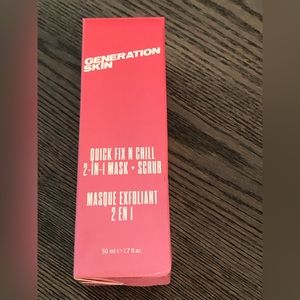 GENERATION
SKIN
QUICK FIX N CHILL
2-IN-1 MASK + SCRUB
MASQUE EXFOLIANT
2 EN 1
50 ml ℮ 1.7 fl.oz.